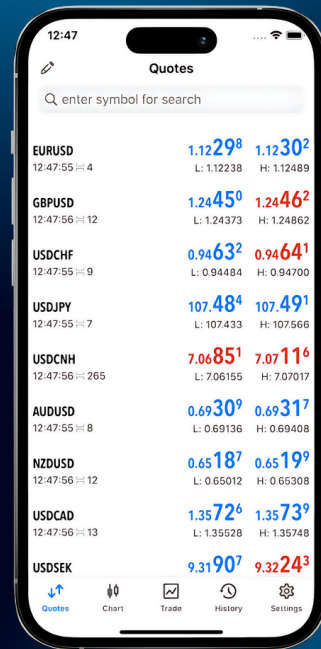 12:47
Quotes
enter symbol for search
EURUSD 1.12298 1.12302
12:47:55 4 L: 1.12238 H: 1.12489
GBPUSD 1.24450 1.24462
12:47:56 12 L: 1.24373 H: 1.24862
USDCHF 0.94632 0.94641
12:47:55 9 L: 0.94484 H: 0.94700
USDJPY 107.484 107.491
12:47:55 7 L: 107.433 H: 107.566
USDCNH 7.06851 7.07116
12:47:56 265 L: 7.06155 H: 7.07017
AUDUSD 0.69309 0.69317
12:47:55 8 L: 0.69136 H: 0.69408
NZDUSD 0.65187 0.65199
12:47:56 12 L: 0.65012 H: 0.65308
USDCAD 1.35726 1.35739
12:47:56 13 L: 1.35528 H: 1.35748
USDSEK 9.31907 9.32243
Quotes Chart Trade History Settings